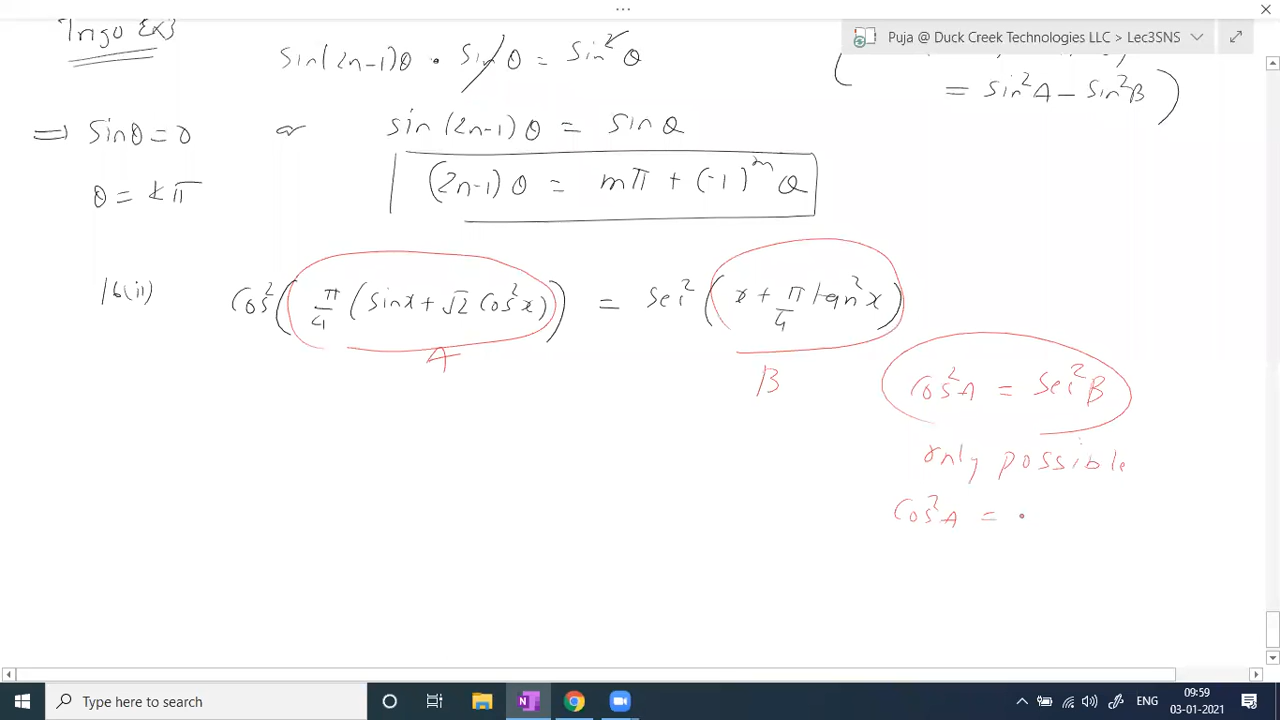 ...
Puja @ Duck Creek Technologies LLC > Lec3SNS
Trigo Ex3
sin(2n-1)θ · sinθ = sin²θ
= sin²A - sin²B )
⇒ sinθ = 0 or sin(2n-1)θ = sinθ
θ = kπ (2n-1)θ = mπ + (-1)^m θ
16(ii) cos²( π/4 (sinx + √2 cos²x) ) = sec²( x + π/4 tan²x )
A
B
cos²A = sec²B
only possible
cos²A =
Type here to search
ENG
09:59
03-01-2021